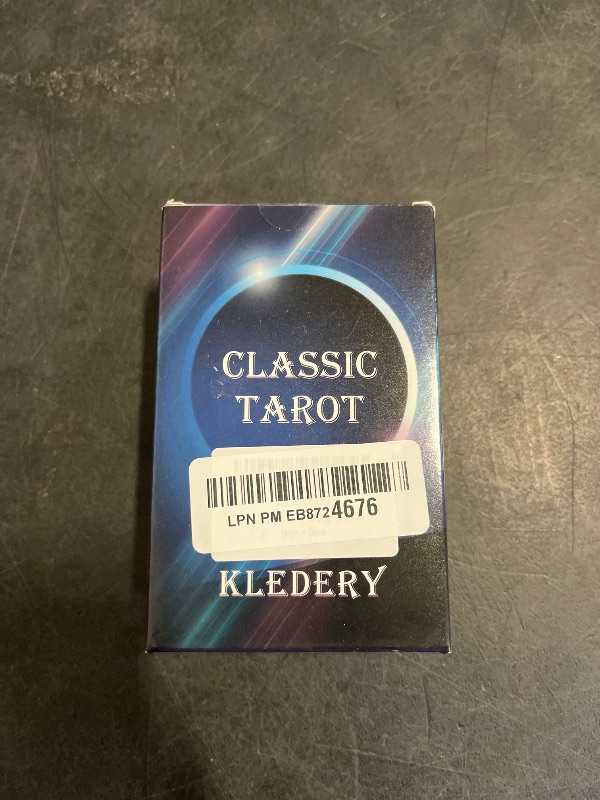 CLASSIC
TAROT
LPN PM EB8724676
KLEDERY